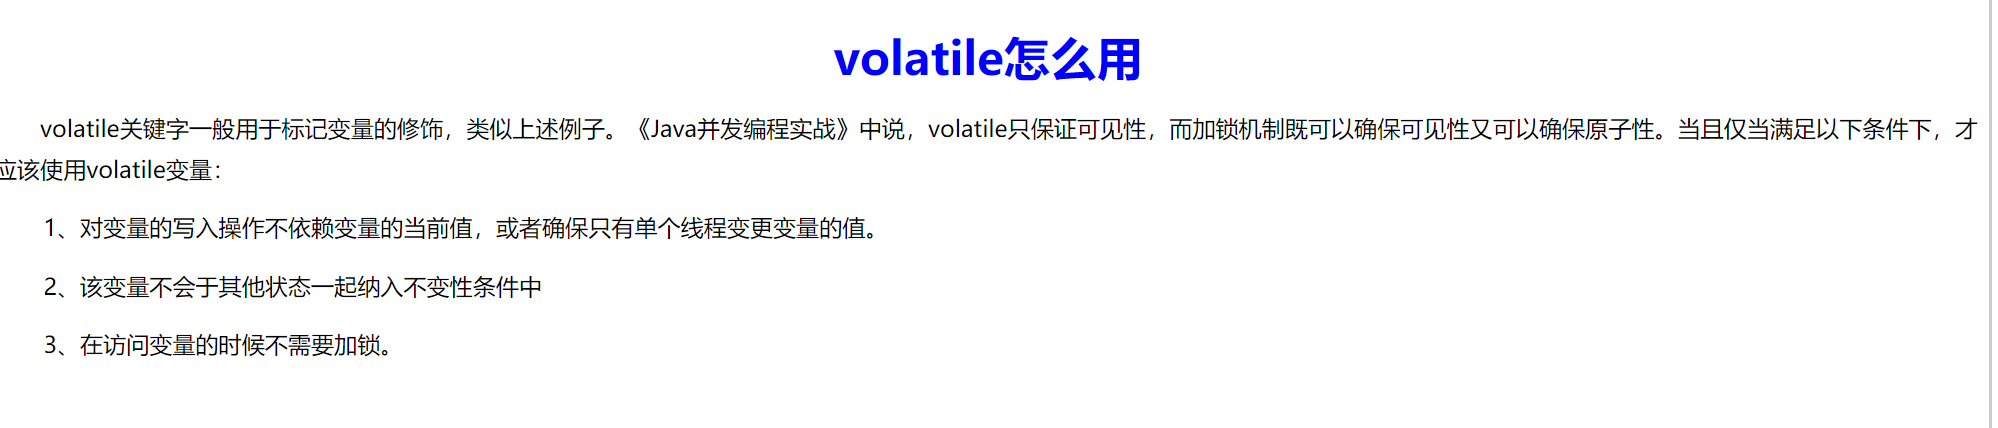 volatile怎么用
volatile关键字一般用于标记变量的修饰，类似上述例子。《Java并发编程实战》中说，volatile只保证可见性，而加锁机制既可以确保可见性又可以确保原子性。当且仅当满足以下条件下，才
应该使用volatile变量：
1、对变量的写入操作不依赖变量的当前值，或者确保只有单个线程变更变量的值。
2、该变量不会于其他状态一起纳入不变性条件中
3、在访问变量的时候不需要加锁。